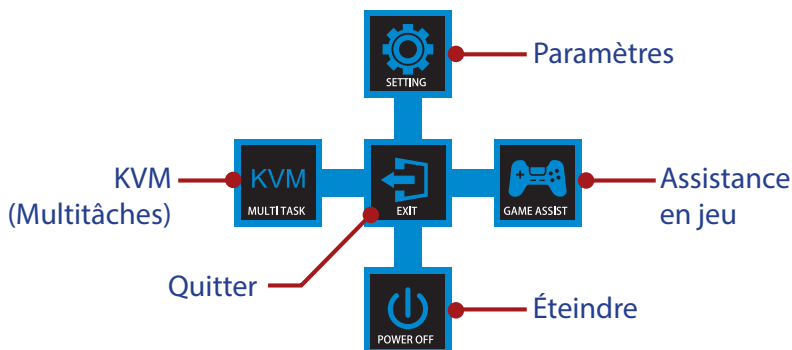 SETTING
Paramètres
KVM
(Multitâches)
KVM
MULTI TASK
EXIT
GAME ASSIST
Assistance
en jeu
Quitter
POWER OFF
Éteindre